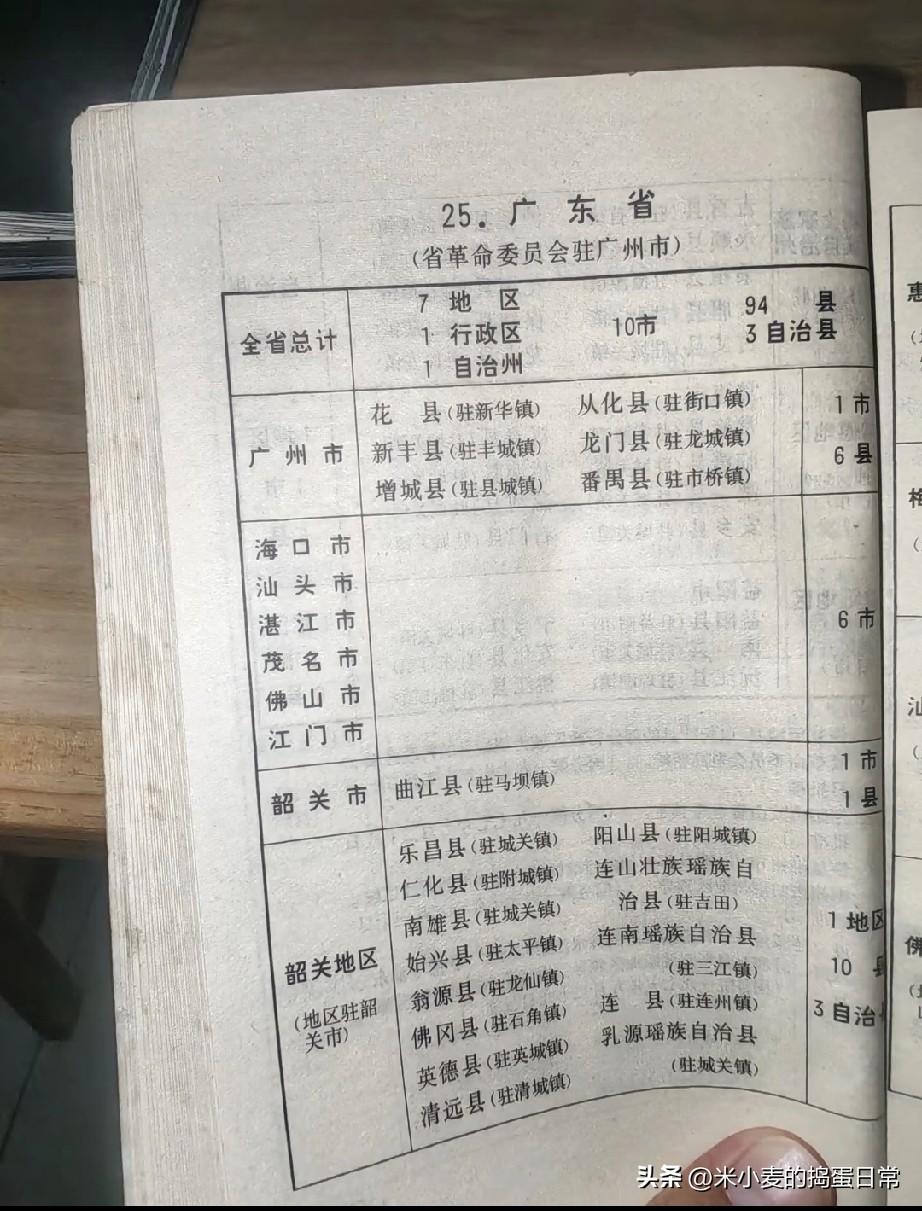 25. 广东省
(省革命委员会驻广州市)
全省总计
7 地区
1 行政区
1 自治州
10市
94 县
3 自治县
广州市
花县(驻新华镇) 从化县(驻街口镇)
新丰县(驻丰城镇) 龙门县(驻龙城镇)
增城县(驻县城镇) 番禺县(驻市桥镇)
1 市
6 县
海口市
汕头市
湛江市
茂名市
佛山市
江门市
6 市
韶关市
曲江县(驻马坝镇)
1 市
1 县
韶关地区
(地区驻韶
关市)
乐昌县(驻城关镇)
仁化县(驻附城镇)
南雄县(驻城关镇)
始兴县(驻太平镇)
翁源县(驻龙仙镇)
佛冈县(驻石角镇)
英德县(驻英城镇)
清远县(驻清城镇)
阳山县(驻阳城镇)
连山壮族瑶族自
治县(驻吉田)
连南瑶族自治县
(驻三江镇)
连县(驻连州镇)
乳源瑶族自治县
(驻城关镇)
1 地区
10 县
3 自治
惠
梅
汕
佛
头条 @米小麦的捣蛋日常